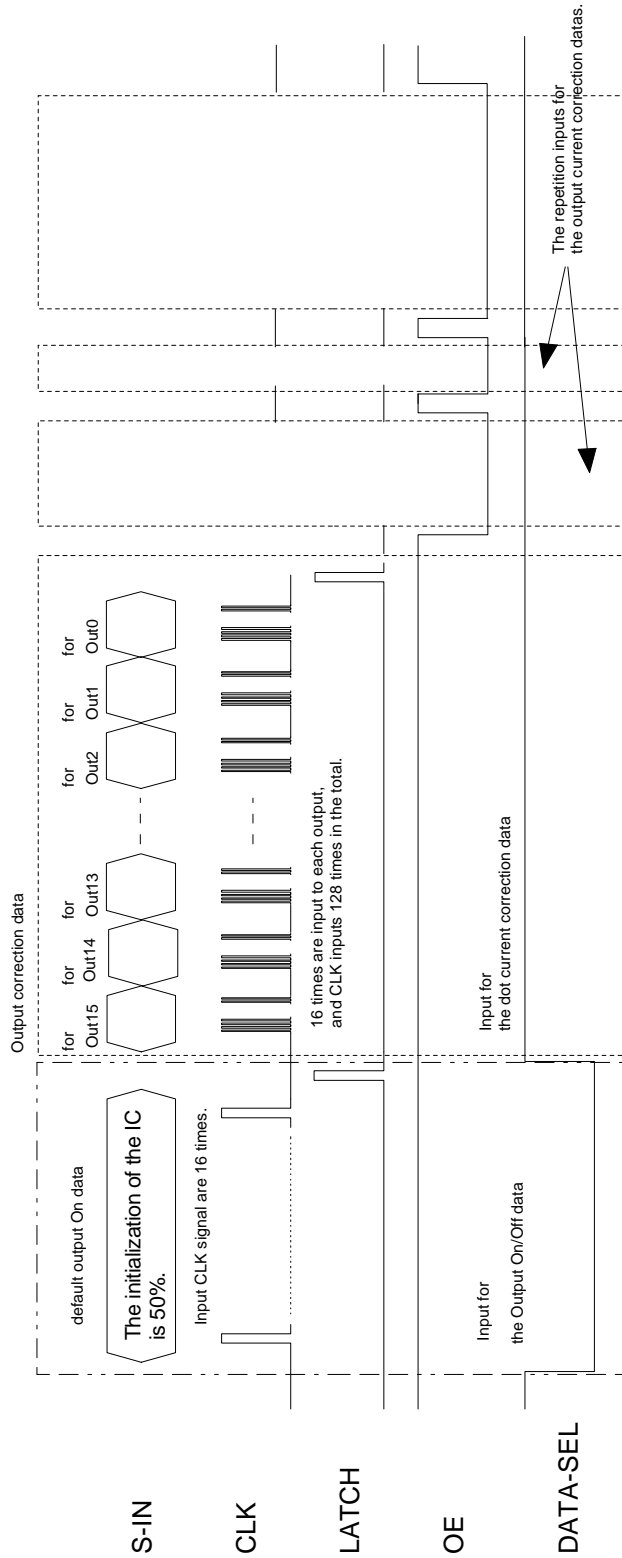 Output correction data
default output On data
for
Out15
for
Out14
for
Out13
for
Out2
for
Out1
for
Out0
S-IN
The initialization of the IC
is 50%.
CLK
Input CLK signal are 16 times.
16 times are input to each output,
and CLK inputs 128 times in the total.
LATCH
OE
Input for
the Output On/Off data
Input for
the dot current correction data
DATA-SEL
The repetition inputs for
the output current correction datas.